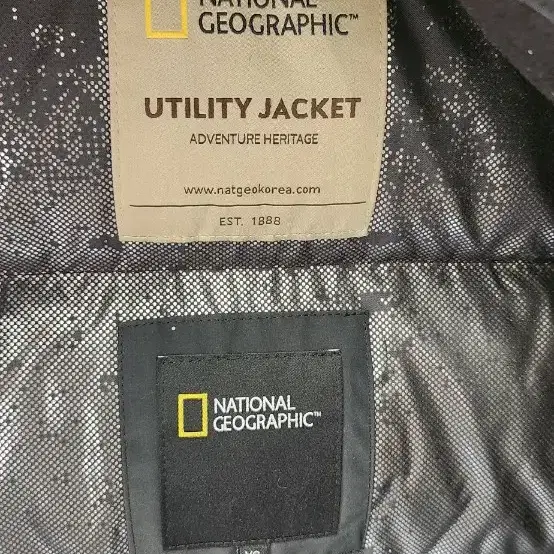 NATIONAL
GEOGRAPHIC™
UTILITY JACKET
ADVENTURE HERITAGE
www.natgeokorea.com
EST. 1888
NATIONAL
GEOGRAPHIC™